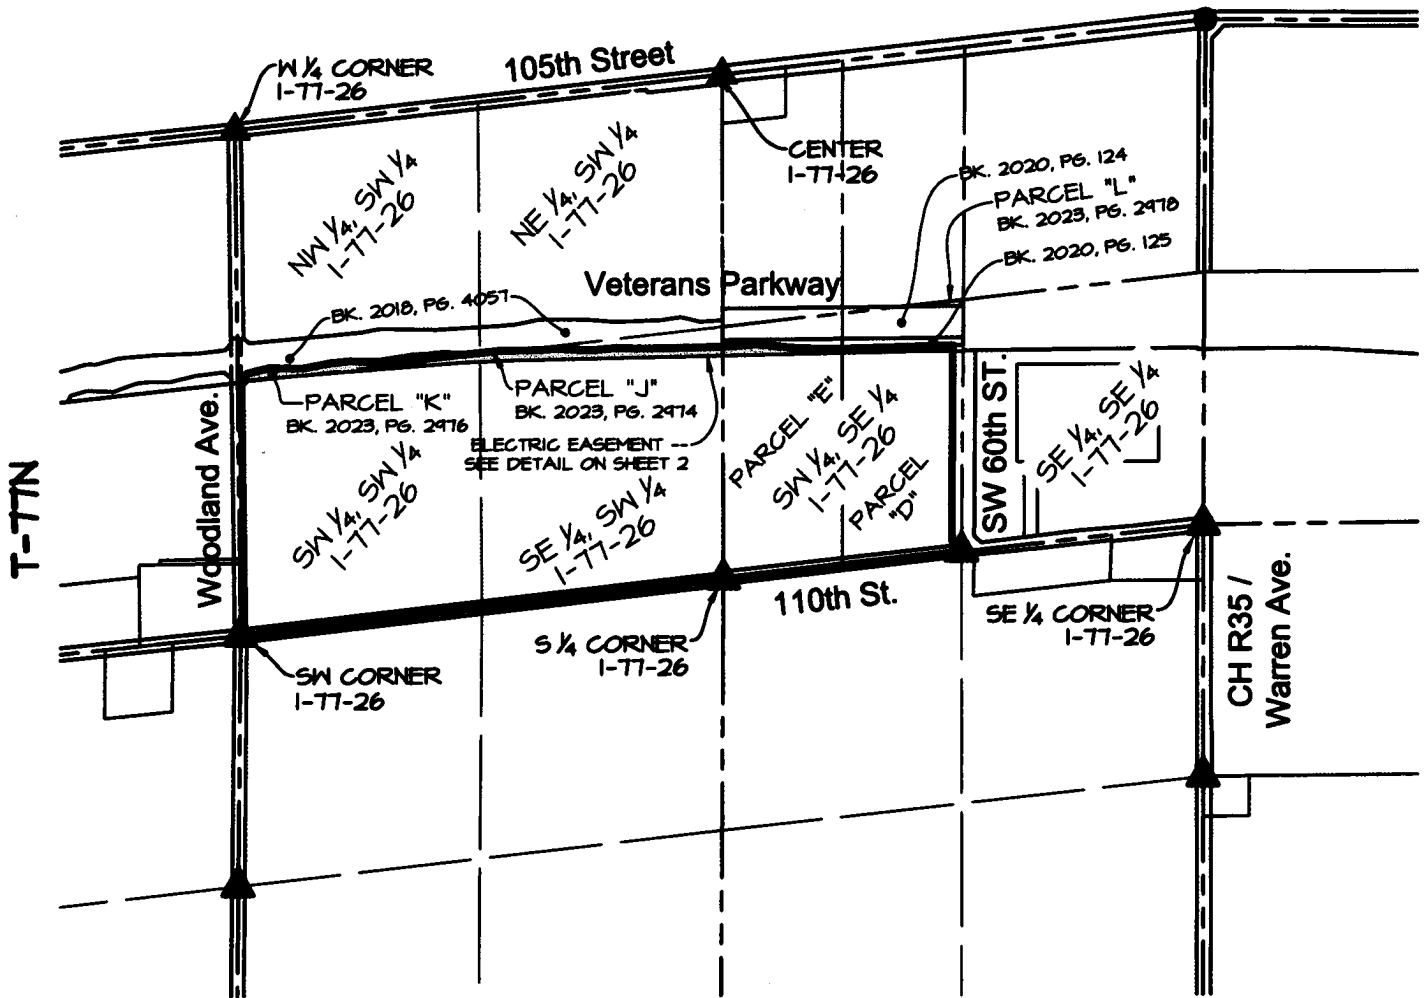 105th Street
W 1/4 CORNER
1-77-26
CENTER
1-77-26
NW 1/4, SW 1/4
1-77-26
NE 1/4, SW 1/4
1-77-26
BK. 2020, PG. 124
PARCEL "L"
BK. 2023, PG. 2978
BK. 2020, PG. 125
Veterans Parkway
BK. 2018, PG. 4057
PARCEL "K"
BK. 2023, PG. 2976
PARCEL "J"
BK. 2023, PG. 2974
ELECTRIC EASEMENT --
SEE DETAIL ON SHEET 2
PARCEL "E"
SW 1/4, SE 1/4
1-77-26
PARCEL
"D"
SW 60th ST.
SE 1/4, SE 1/4
1-77-26
T-77N
Woodland Ave.
SW 1/4, SW 1/4
1-77-26
SE 1/4, SW 1/4
1-77-26
110th St.
S 1/4 CORNER
1-77-26
SE 1/4 CORNER
1-77-26
SW CORNER
1-77-26
CH R35 /
Warren Ave.